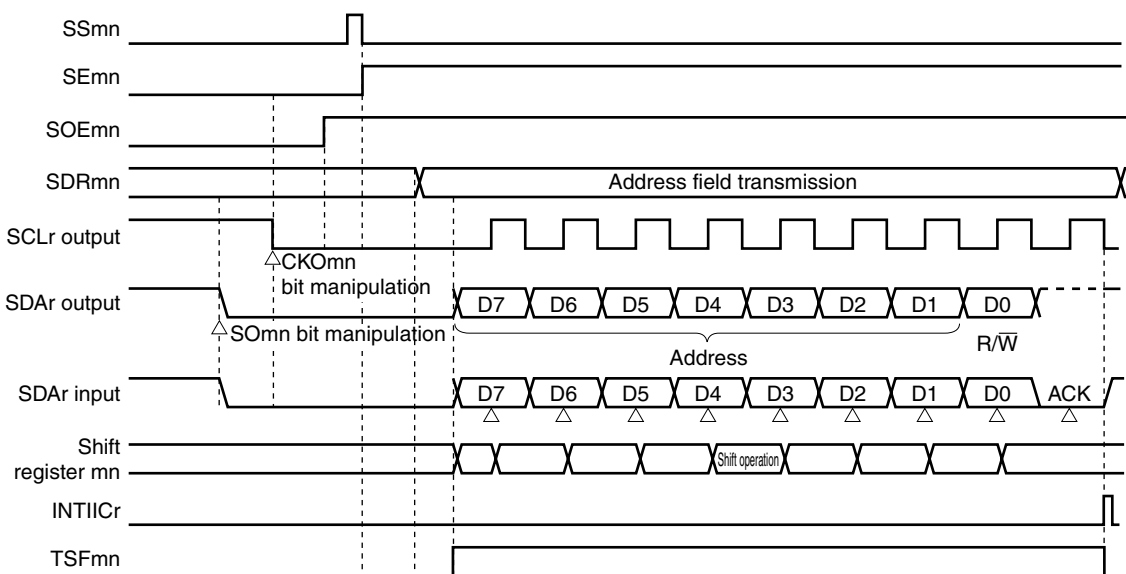 SSmn
SEmn
SOEmn
SDRmn
Address field transmission
SCLr output
CKOmn
bit manipulation
SDAr output
D7 D6 D5 D4 D3 D2 D1 D0
SOmn bit manipulation
Address
R/W̅
SDAr input
D7 D6 D5 D4 D3 D2 D1 D0 ACK
Shift
register mn
Shift operation
INTIICr
TSFmn